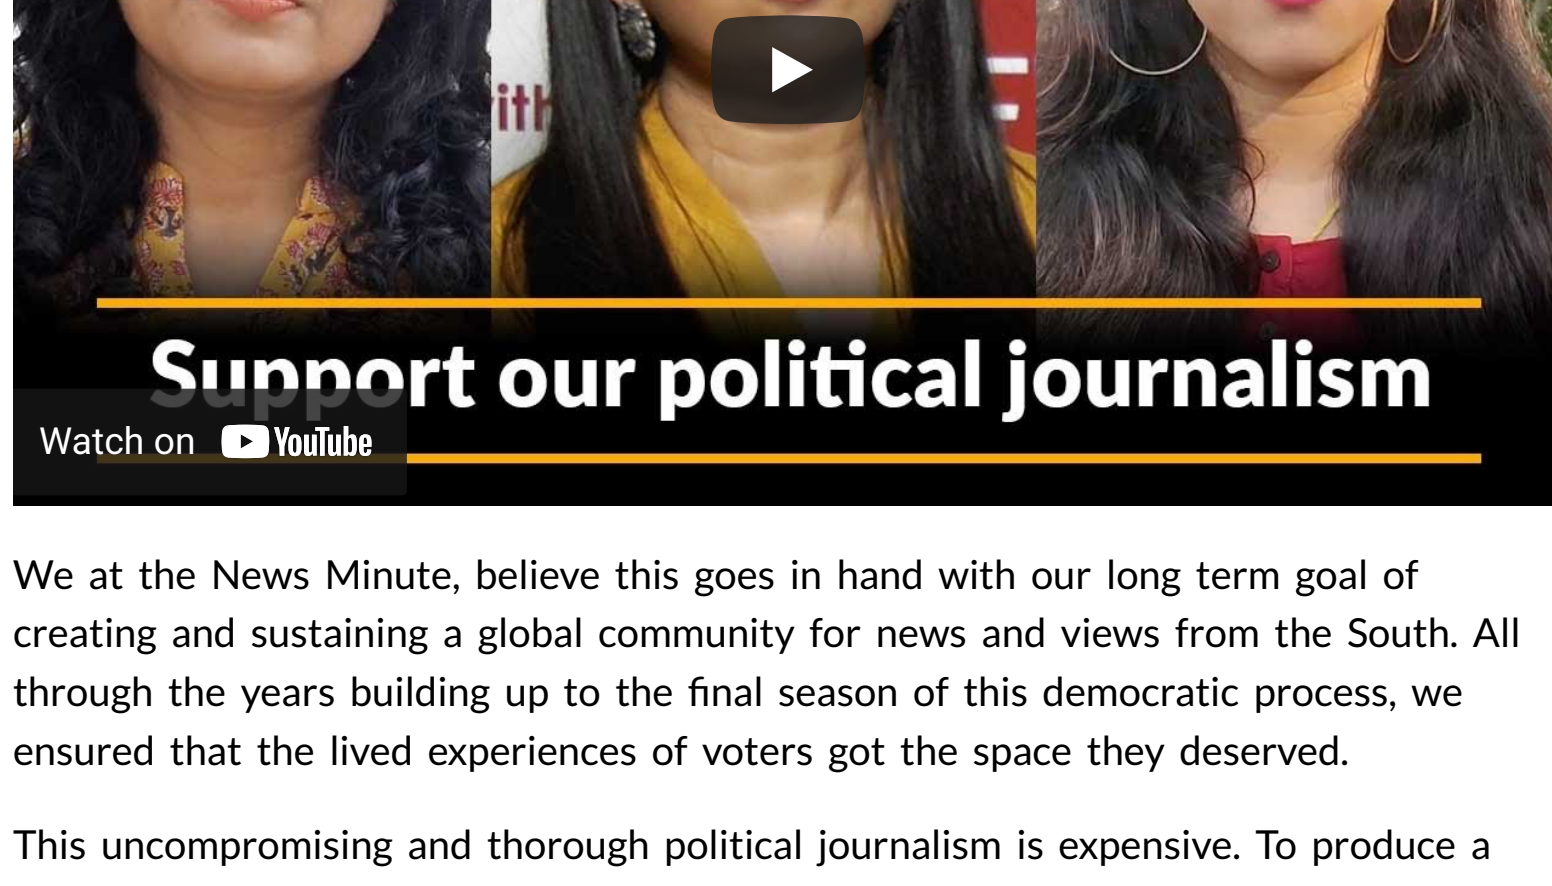 ith
E
Support our political journalism
Watch on YouTube
We at the News Minute, believe this goes in hand with our long term goal of
creating and sustaining a global community for news and views from the South. All
through the years building up to the final season of this democratic process, we
ensured that the lived experiences of voters got the space they deserved.
This uncompromising and thorough political journalism is expensive. To produce a